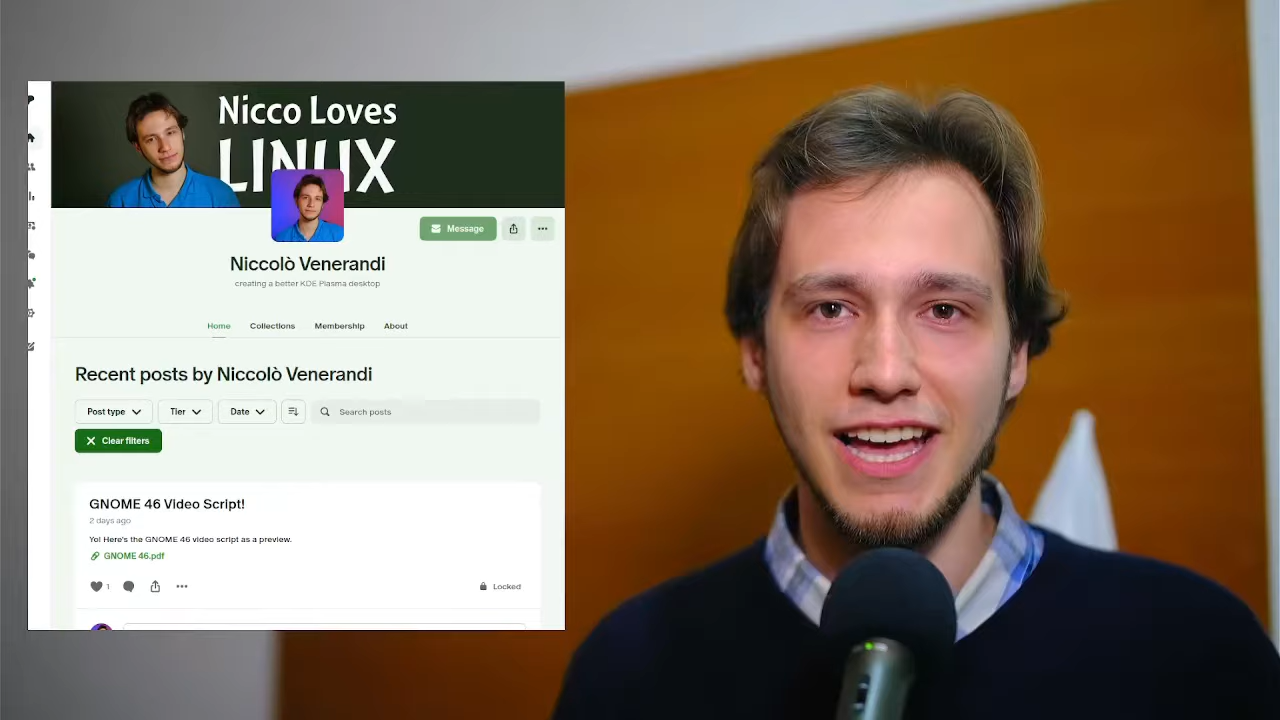 Nicco Loves
LINUX
Message
Niccolò Venerandi
creating a better KDE Plasma desktop
Home Collections Membership About
Recent posts by Niccolò Venerandi
Post type Tier Date Search posts
Clear filters
GNOME 46 Video Script!
2 days ago
Yo! Here's the GNOME 46 video script as a preview.
GNOME 46.pdf
1 Locked